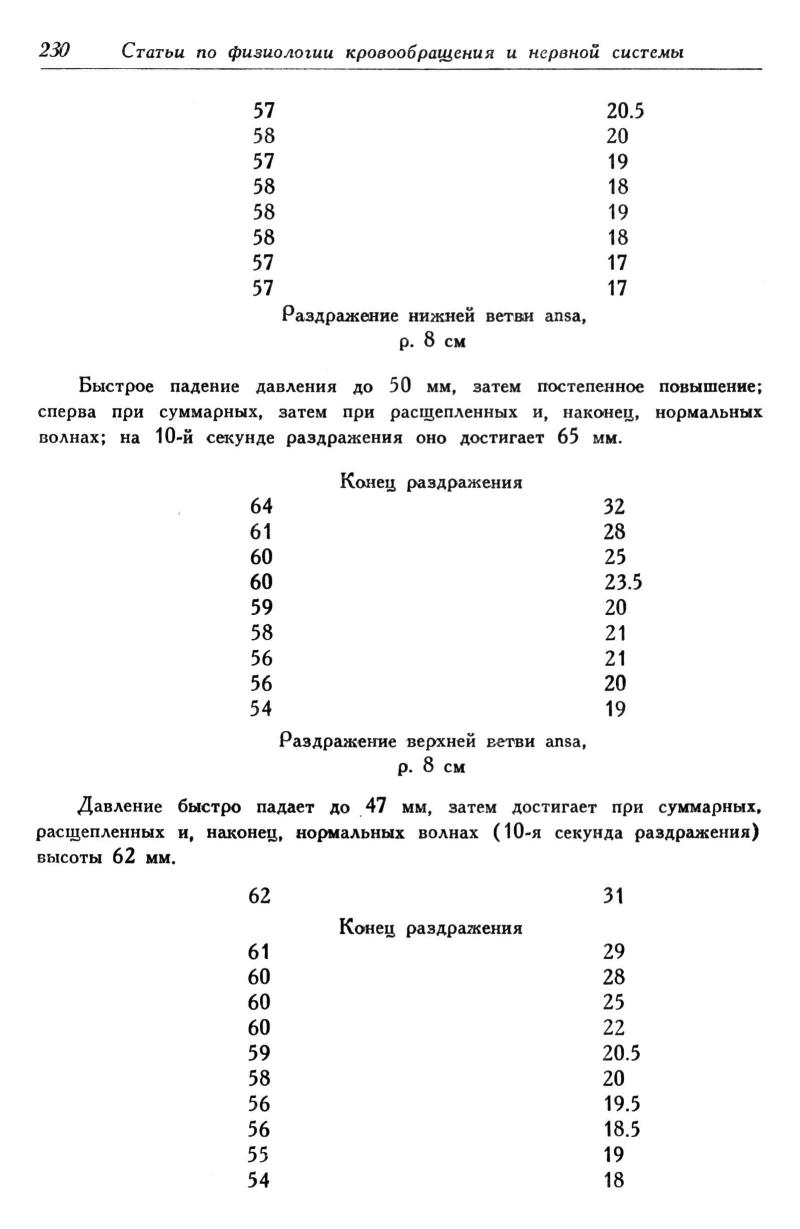 230 Статьи по физиологии кровообращения и нервной системы
57 20.5
58 20
57 19
58 18
58 19
58 18
57 17
57 17
Раздражение нижней ветви ansa,
р. 8 см
Быстрое падение давления до 50 мм, затем постепенное повышение;
сперва при суммарных, затем при расщепленных и, наконец, нормальных
волнах; на 10-й секунде раздражения оно достигает 65 мм.
Конец раздражения
64 32
61 28
60 25
60 23.5
59 20
58 21
56 21
56 20
54 19
Раздражение верхней ветви ansa,
р. 8 см
Давление быстро падает до 47 мм, затем достигает при суммарных,
расщепленных и, наконец, нормальных волнах (10-я секунда раздражения)
высоты 62 мм.
62 31
Конец раздражения
61 29
60 28
60 25
60 22
59 20.5
58 20
56 19.5
56 18.5
55 19
54 18